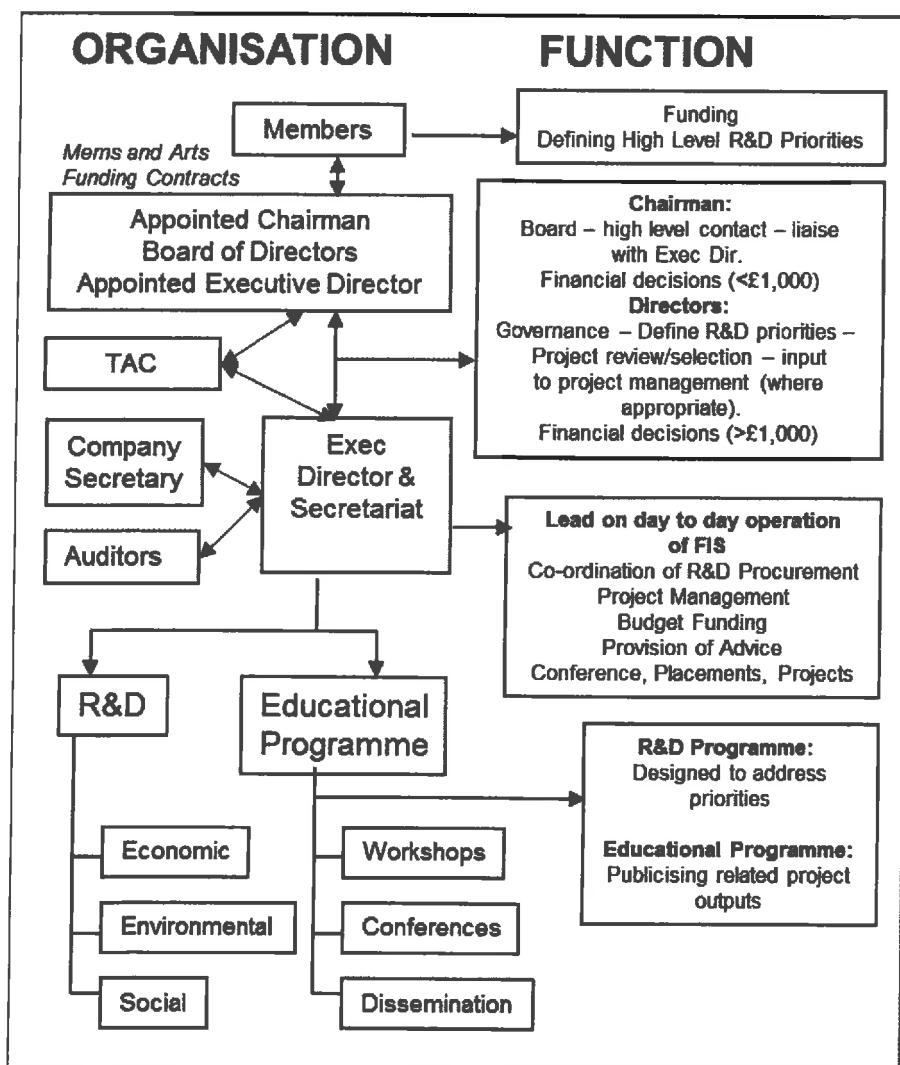 ORGANISATION
FUNCTION
Members
Funding
Defining High Level R&D Priorities
Mems and Arts
Funding Contracts
Appointed Chairman
Board of Directors
Appointed Executive Director
Chairman:
Board – high level contact – liaise
with Exec Dir.
Financial decisions (<£1,000)
Directors:
Governance – Define R&D priorities –
Project review/selection – input
to project management (where
appropriate).
Financial decisions (>£1,000)
TAC
Company
Secretary
Auditors
Exec
Director &
Secretariat
Lead on day to day operation
of FIS
Co-ordination of R&D Procurement
Project Management
Budget Funding
Provision of Advice
Conference, Placements, Projects
R&D
Educational
Programme
R&D Programme:
Designed to address
priorities
Educational Programme:
Publicising related project
outputs
Economic
Environmental
Social
Workshops
Conferences
Dissemination